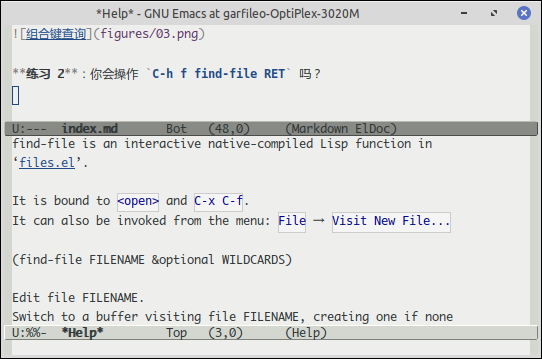 *Help* - GNU Emacs at garfileo-OptiPlex-3020M
![组合键查询](figures/03.png)
**练习 2**：你会操作 `C-h f find-file RET` 吗？
U:---  index.md       Bot   (48,0)     (Markdown ElDoc)
find-file is an interactive native-compiled Lisp function in
‘files.el’.
It is bound to <open> and C-x C-f.
It can also be invoked from the menu: File → Visit New File...
(find-file FILENAME &optional WILDCARDS)
Edit file FILENAME.
Switch to a buffer visiting file FILENAME, creating one if none
U:%%-  *Help*         Top   (3,0)      (Help)